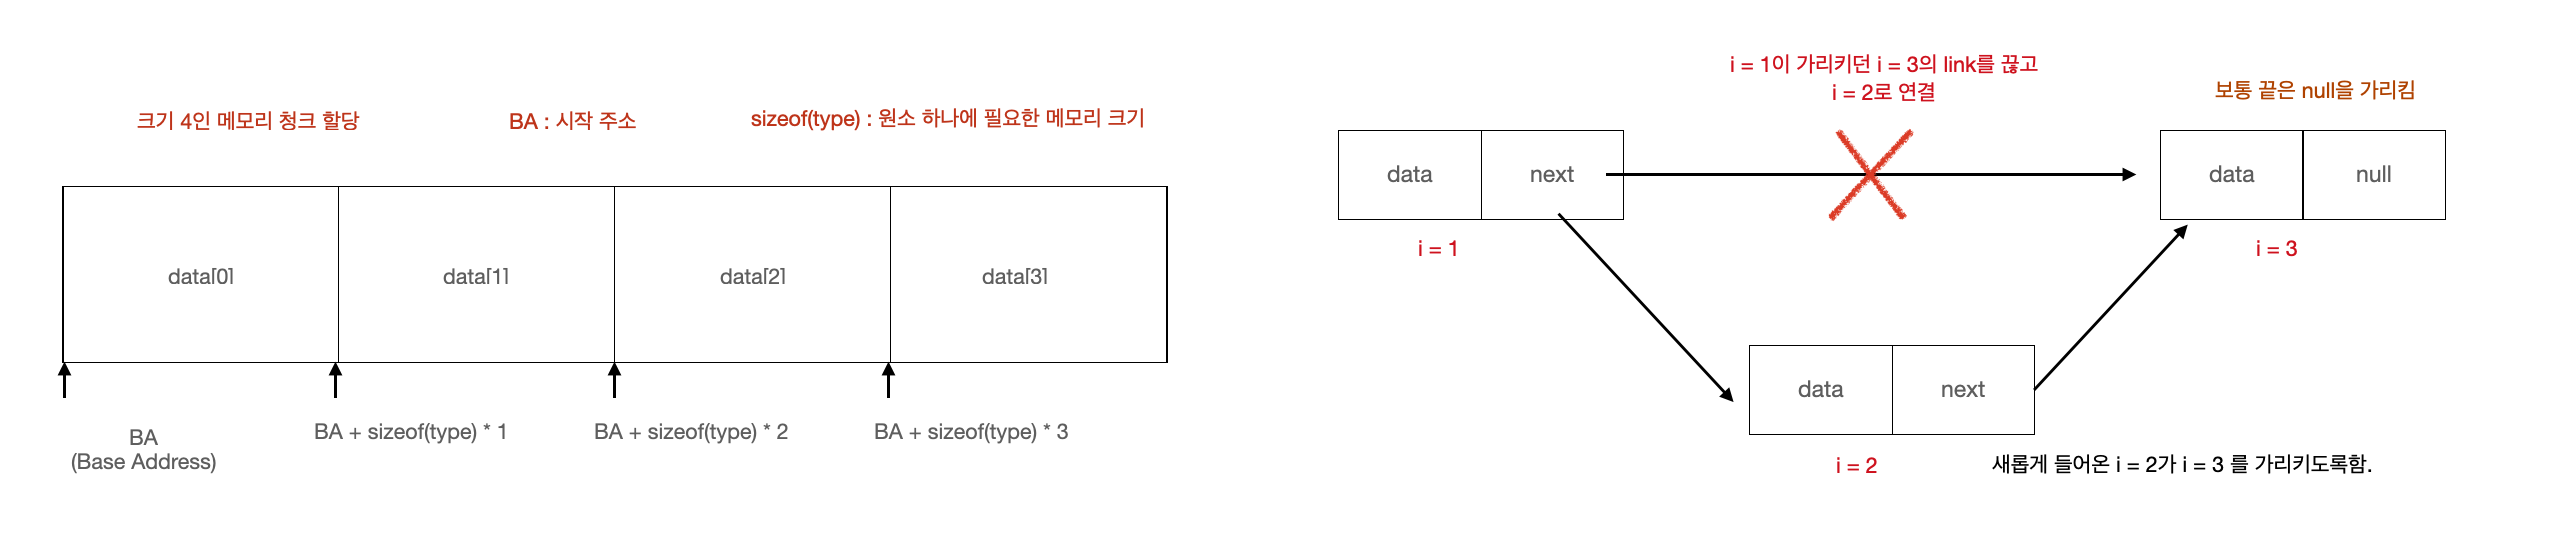 크기 4인 메모리 청크 할당
BA : 시작 주소
sizeof(type) : 원소 하나에 필요한 메모리 크기
data[0]
data[1]
data[2]
data[3]
BA
(Base Address)
BA + sizeof(type) * 1
BA + sizeof(type) * 2
BA + sizeof(type) * 3
i = 1이 가리키던 i = 3의 link를 끊고
i = 2로 연결
보통 끝은 null을 가리킴
data
next
data
null
i = 1
i = 3
data
next
i = 2
새롭게 들어온 i = 2가 i = 3 를 가리키도록함.